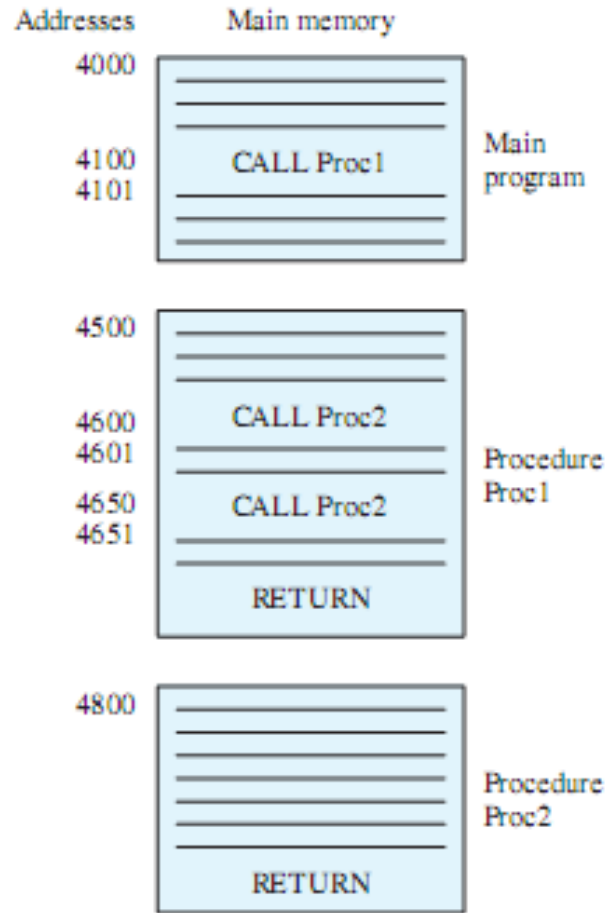 Addresses Main memory
4000
4100 CALL Proc1 Main
4101 program
4500
4600 CALL Proc2
4601 Procedure
4650 CALL Proc2 Proc1
4651
RETURN
4800
Procedure
Proc2
RETURN